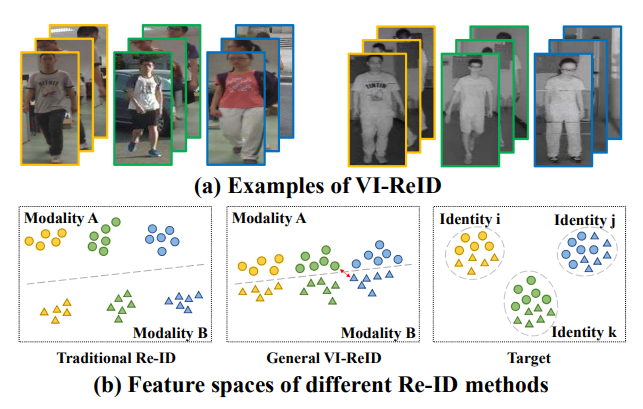 (a) Examples of VI-ReID
Modality A
Modality B
Traditional Re-ID
Modality A
Modality B
General VI-ReID
Identity i
Identity j
Identity k
Target
(b) Feature spaces of different Re-ID methods